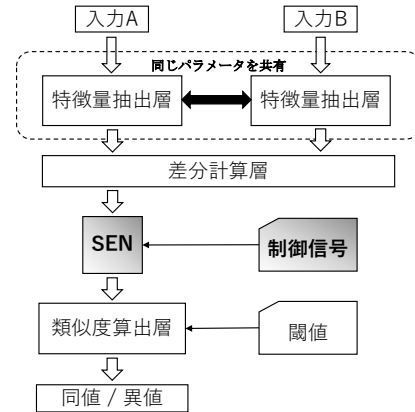 入力A
入力B
同じパラメータを共有
特徴量抽出層
特徴量抽出層
差分計算層
SEN
制御信号
類似度算出層
閾値
同値 / 異値